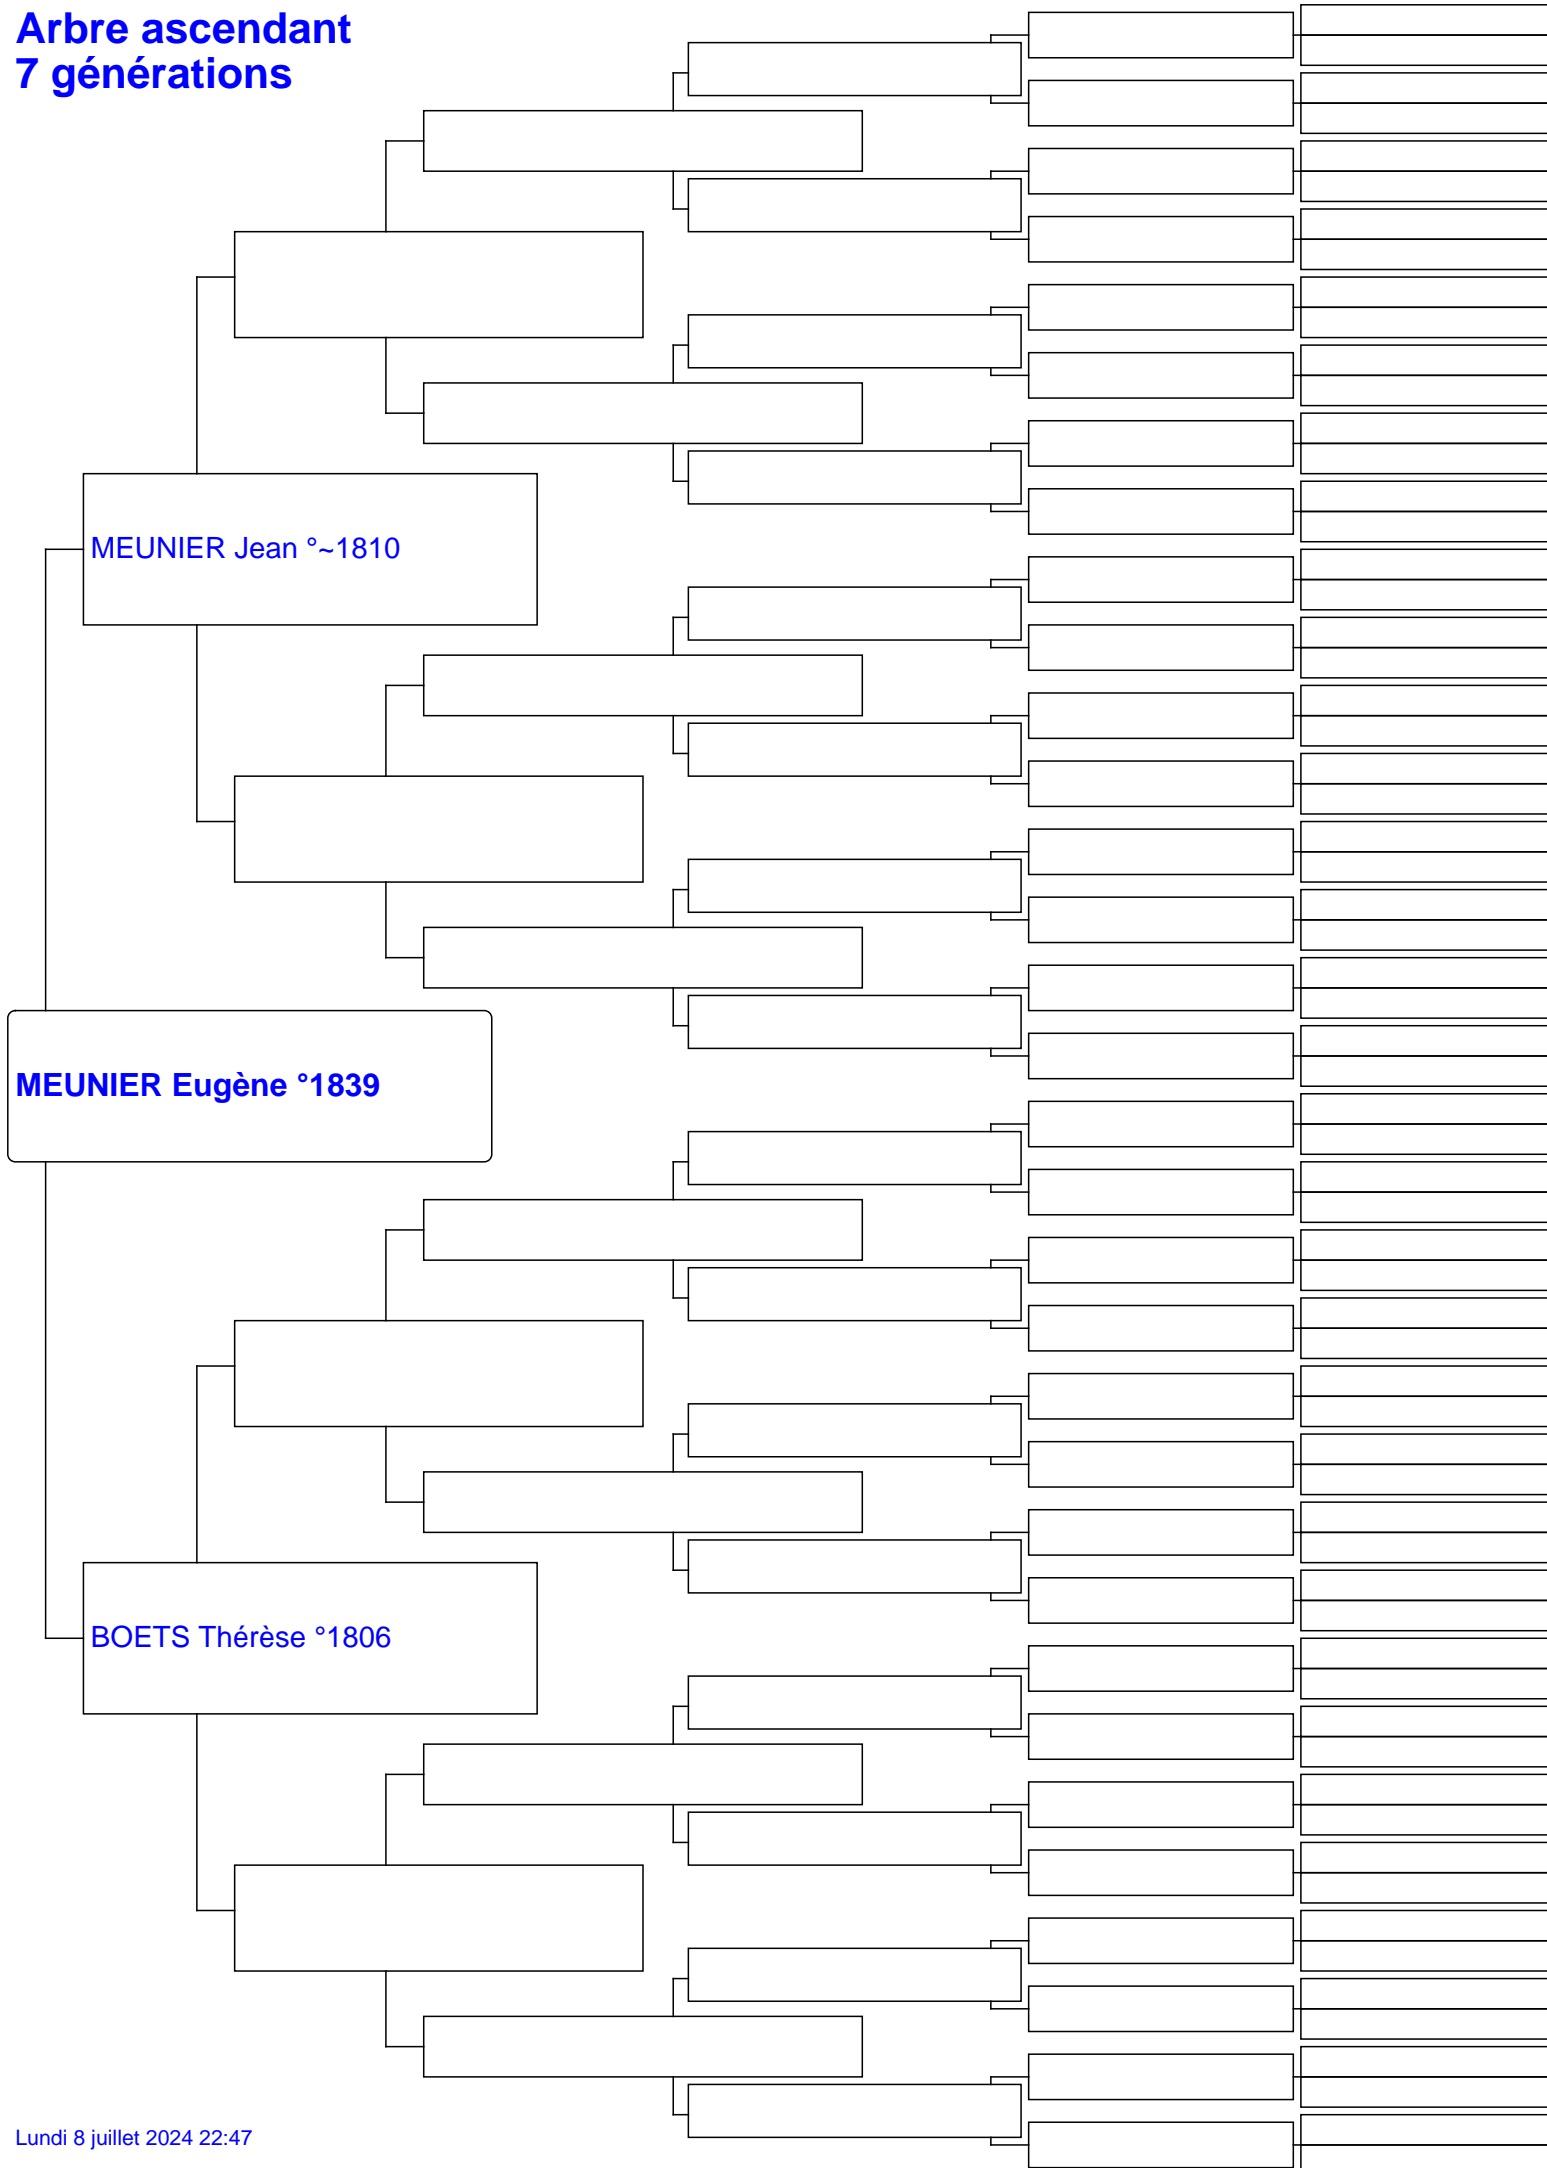 Arbre ascendant
7 générations
MEUNIER Jean °~1810
MEUNIER Eugène °1839
BOETS Thérèse °1806
Lundi 8 juillet 2024 22:47